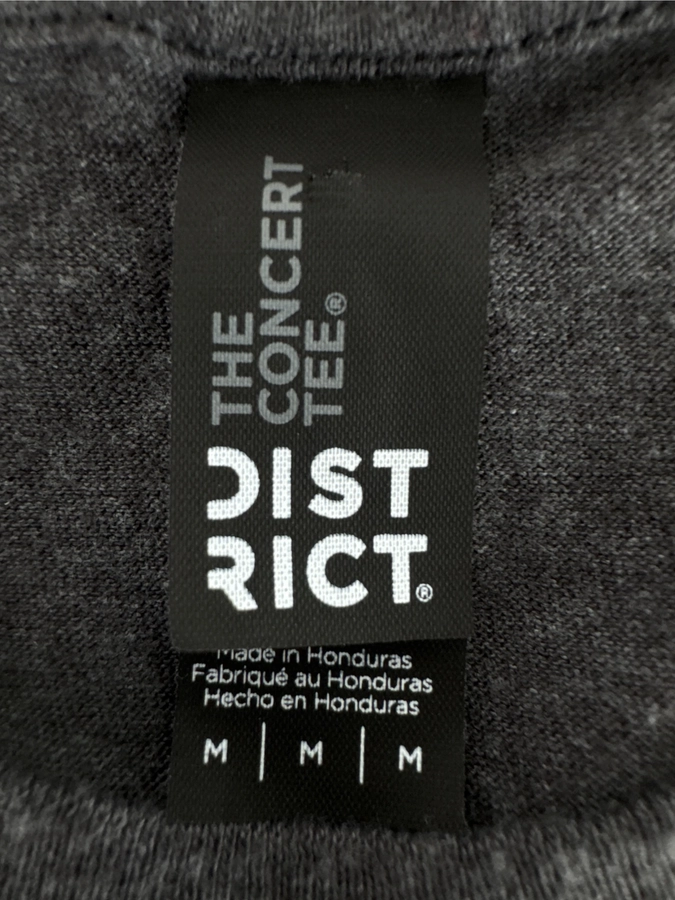 THE
CONCERT
TEE®
DIST
RICT®
Made in Honduras
Fabriqué au Honduras
Hecho en Honduras
M | M | M